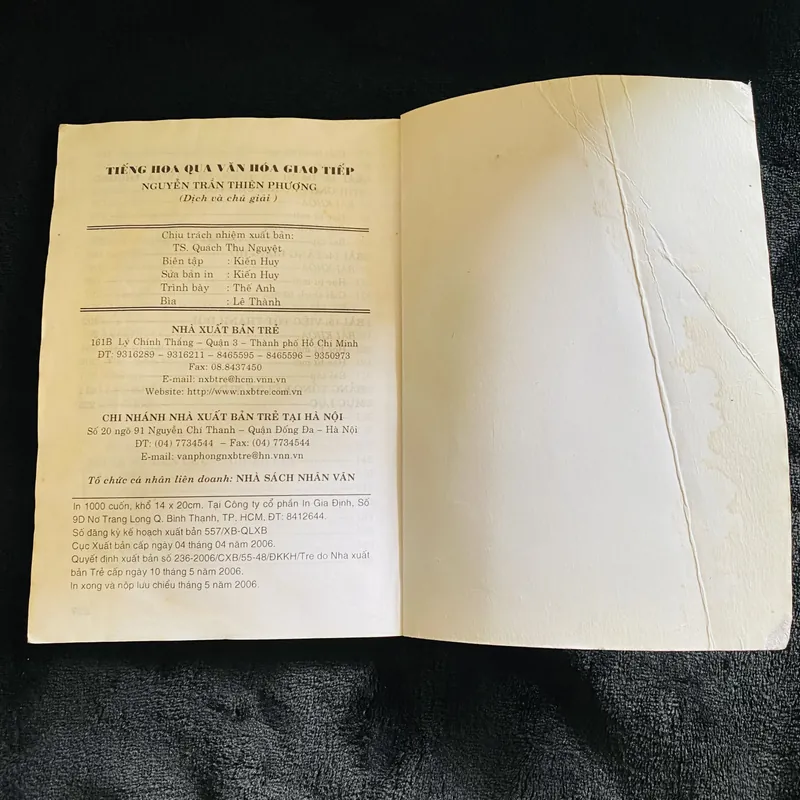 TIẾNG HOA QUA VĂN HÓA GIAO TIẾP
NGUYỄN TRẦN THIÊN PHƯỢNG
(Dịch và chú giải )
Chịu trách nhiệm xuất bản:
TS. Quách Thu Nguyệt
Biên tập : Kiến Huy
Sửa bản in : Kiến Huy
Trình bày : Thế Anh
Bìa : Lê Thành
NHÀ XUẤT BẢN TRẺ
161B Lý Chính Thắng – Quận 3 – Thành phố Hồ Chí Minh
ĐT: 9316289 – 9316211 – 8465595 – 8465596 – 9350973
Fax: 08.8437450
E-mail: nxbtre@hcm.vnn.vn
Website: http://www.nxbtre.com.vn
CHI NHÁNH NHÀ XUẤT BẢN TRẺ TẠI HÀ NỘI
Số 20 ngõ 91 Nguyễn Chí Thanh – Quận Đống Đa – Hà Nội
ĐT: (04) 7734544 – Fax: (04) 7734544
E-mail: vanphongnxbtre@hn.vnn.vn
Tổ chức cá nhân liên doanh: NHÀ SÁCH NHÂN VĂN
In 1000 cuốn, khổ 14 x 20cm. Tại Công ty cổ phần In Gia Định, Số
9D Nơ Trang Long Q. Bình Thạnh, TP. HCM, ĐT: 8412644.
Số đăng ký kế hoạch xuất bản 557/XB-QLXB
Cục Xuất bản cấp ngày 04 tháng 04 năm 2006.
Quyết định xuất bản số 236-2006/CXB/55-48/ĐKKH/Tre do Nhà xuất
bản Trẻ cấp ngày 10 tháng 5 năm 2006.
In xong và nộp lưu chiểu tháng 5 năm 2006.